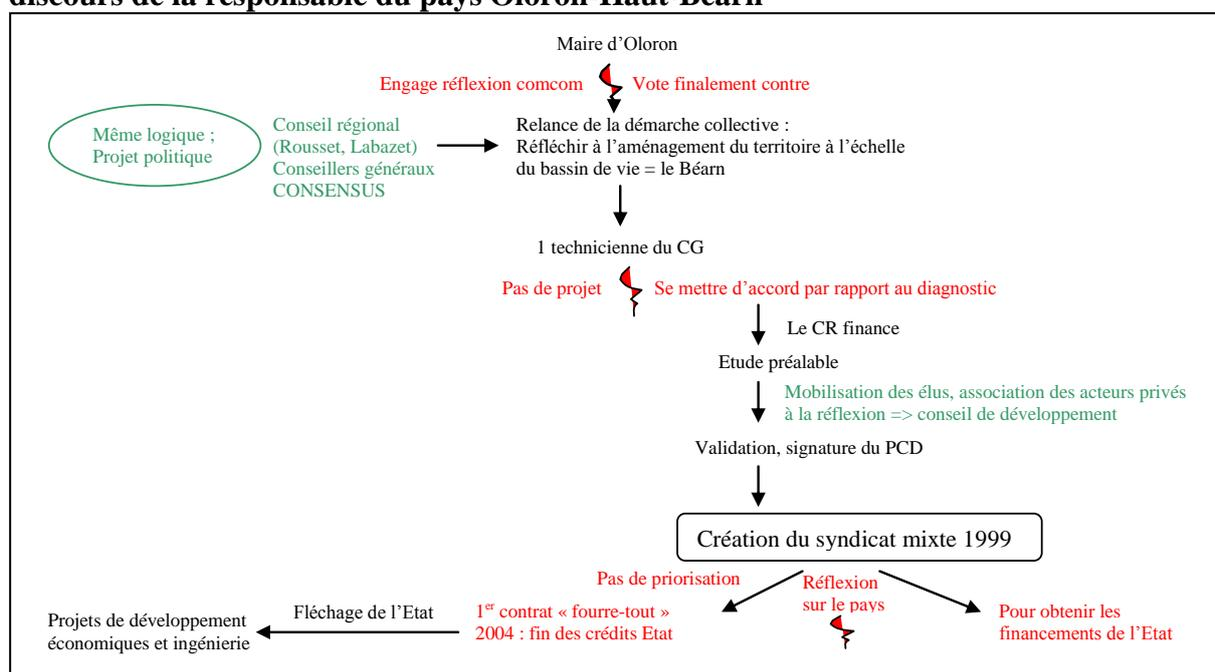 discours de la responsable du pays Oloron-Haut-Béarn
Maire d’Oloron
Engage réflexion comcom
Vote finalement contre
Même logique ;
Projet politique
Conseil régional
(Rousset, Labazet)
Conseillers généraux
CONSENSUS
Relance de la démarche collective :
Réfléchir à l’aménagement du territoire à l’échelle
du bassin de vie = le Béarn
1 technicienne du CG
Pas de projet
Se mettre d’accord par rapport au diagnostic
Le CR finance
Etude préalable
Mobilisation des élus, association des acteurs privés
à la réflexion => conseil de développement
Validation, signature du PCD
Création du syndicat mixte 1999
Pas de priorisation
Réflexion
sur le pays
Projets de développement
économiques et ingénierie
Fléchage de l’Etat
1er contrat « fourre-tout »
2004 : fin des crédits Etat
Pour obtenir les
financements de l’Etat